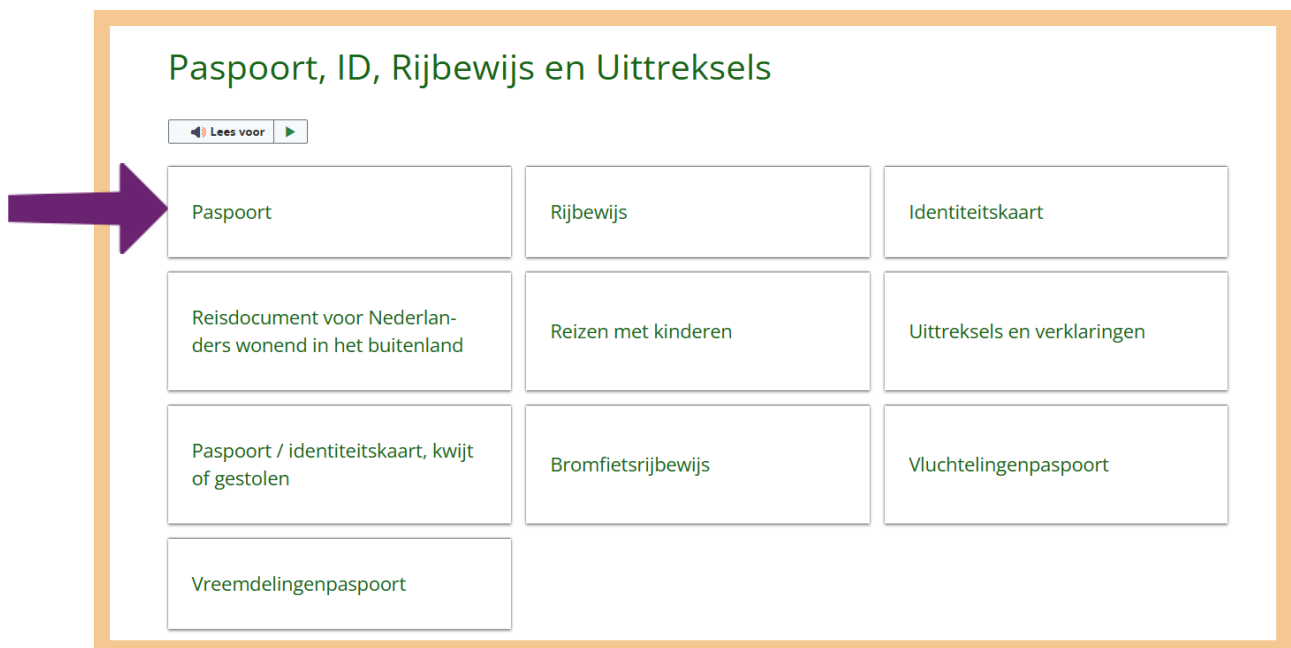 Paspoort, ID, Rijbewijs en Uittreksels
Lees voor
Paspoort
Rijbewijs
Identiteitskaart
Reisdocument voor Nederlan-
ders wonend in het buitenland
Reizen met kinderen
Uittreksels en verklaringen
Paspoort / identiteitskaart, kwijt
of gestolen
Bromfietsrijbewijs
Vluchtelingenpaspoort
Vreemdelingenpaspoort